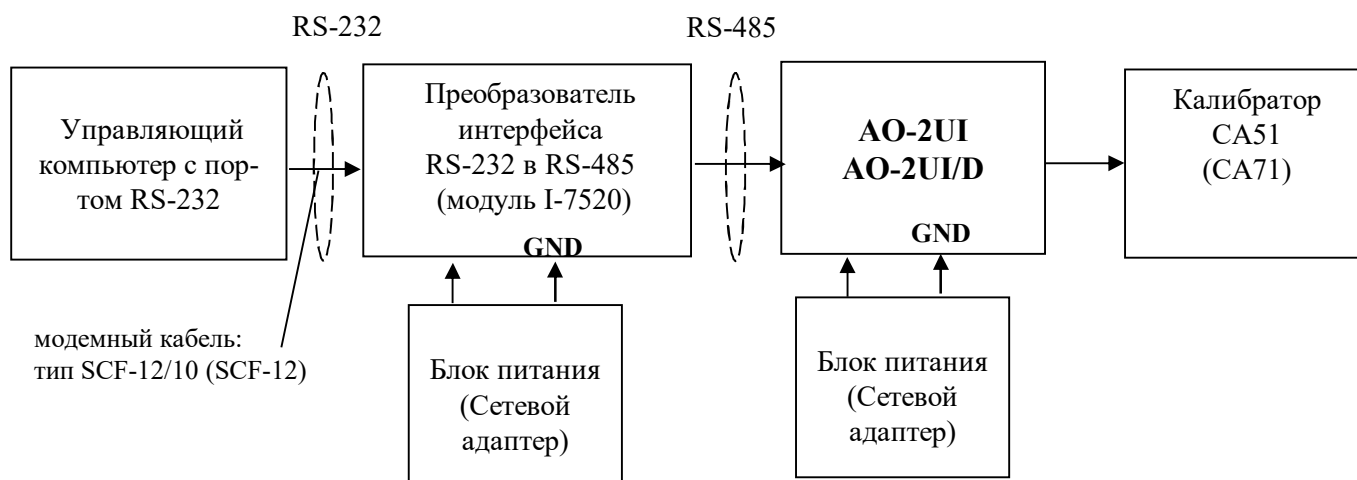 RS-232
RS-485
Управляющий
компьютер с пор-
том RS-232
Преобразователь
интерфейса
RS-232 в RS-485
(модуль I-7520)
GND
AO-2UI
AO-2UI/D
GND
Калибратор
CA51
(CA71)
модемный кабель:
тип SCF-12/10 (SCF-12)
Блок питания
(Сетевой
адаптер)
Блок питания
(Сетевой
адаптер)